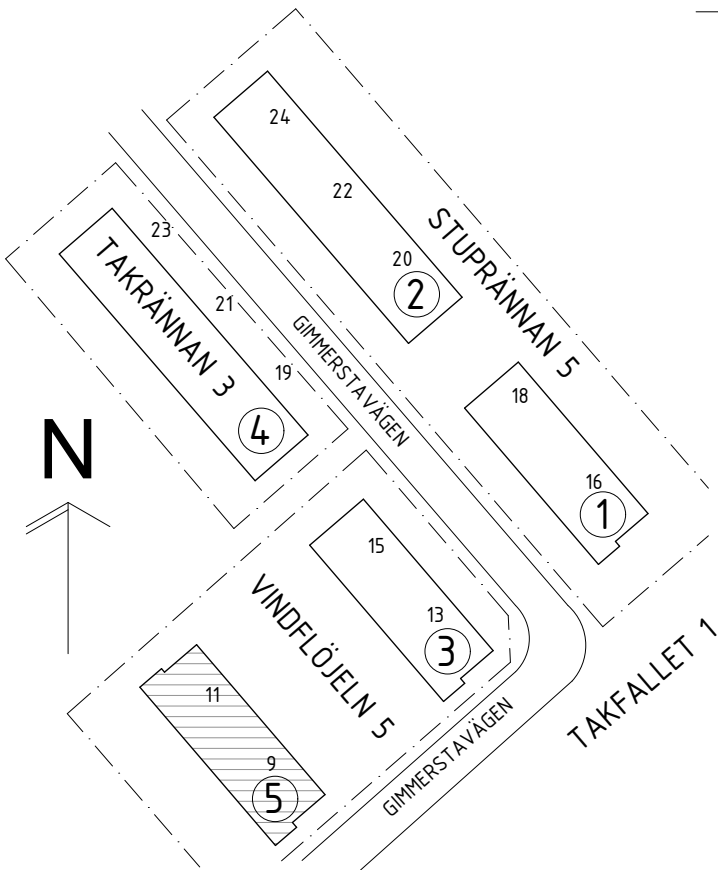 24
22
20
2
STUPRÄNNAN 5
23
21
19
TAKRÄNNAN 3
4
GIMMERSTAVÄGEN
18
16
1
N
15
13
3
VINDFLÖJELN 5
11
9
5
GIMMERSTAVÄGEN
TAKFALLET 1